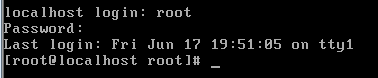 localhost login: root
Password:
Last login: Fri Jun 17 19:51:05 on tty1
[root@localhost root]# _